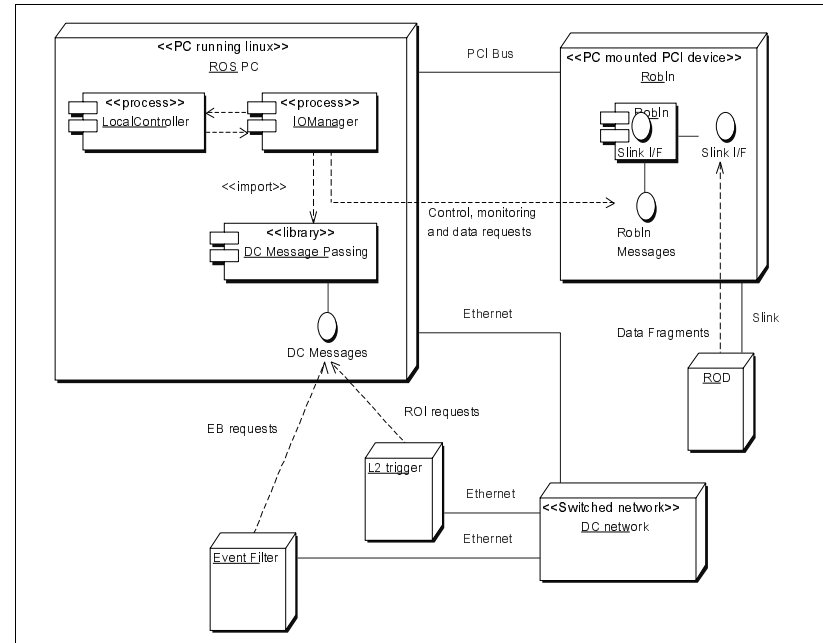 <<PC running linux>>
ROS PC
<<process>>
LocalController
<<process>>
IOManager
<<import>>
<<library>>
DC Message Passing
DC Messages
PCI Bus
<<PC mounted PCI device>>
RobIn
RobIn
Slink I/F
Slink I/F
RobIn
Messages
Control, monitoring
and data requests
Ethernet
Data Fragments
Slink
ROD
EB requests
ROI requests
L2 trigger
Ethernet
<<Switched network>>
DC network
Ethernet
Event Filter